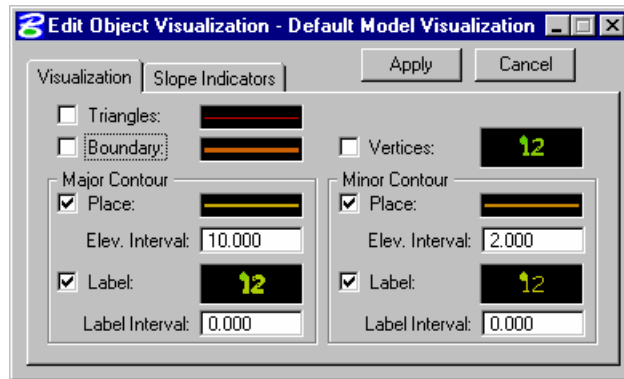 Edit Object Visualization - Default Model Visualization
Visualization Slope Indicators Apply Cancel
Triangles:
Boundary: Vertices: 12
Major Contour Minor Contour
Place: Place:
Elev. Interval: 10.000 Elev. Interval: 2.000
Label: 12 Label: 12
Label Interval: 0.000 Label Interval: 0.000